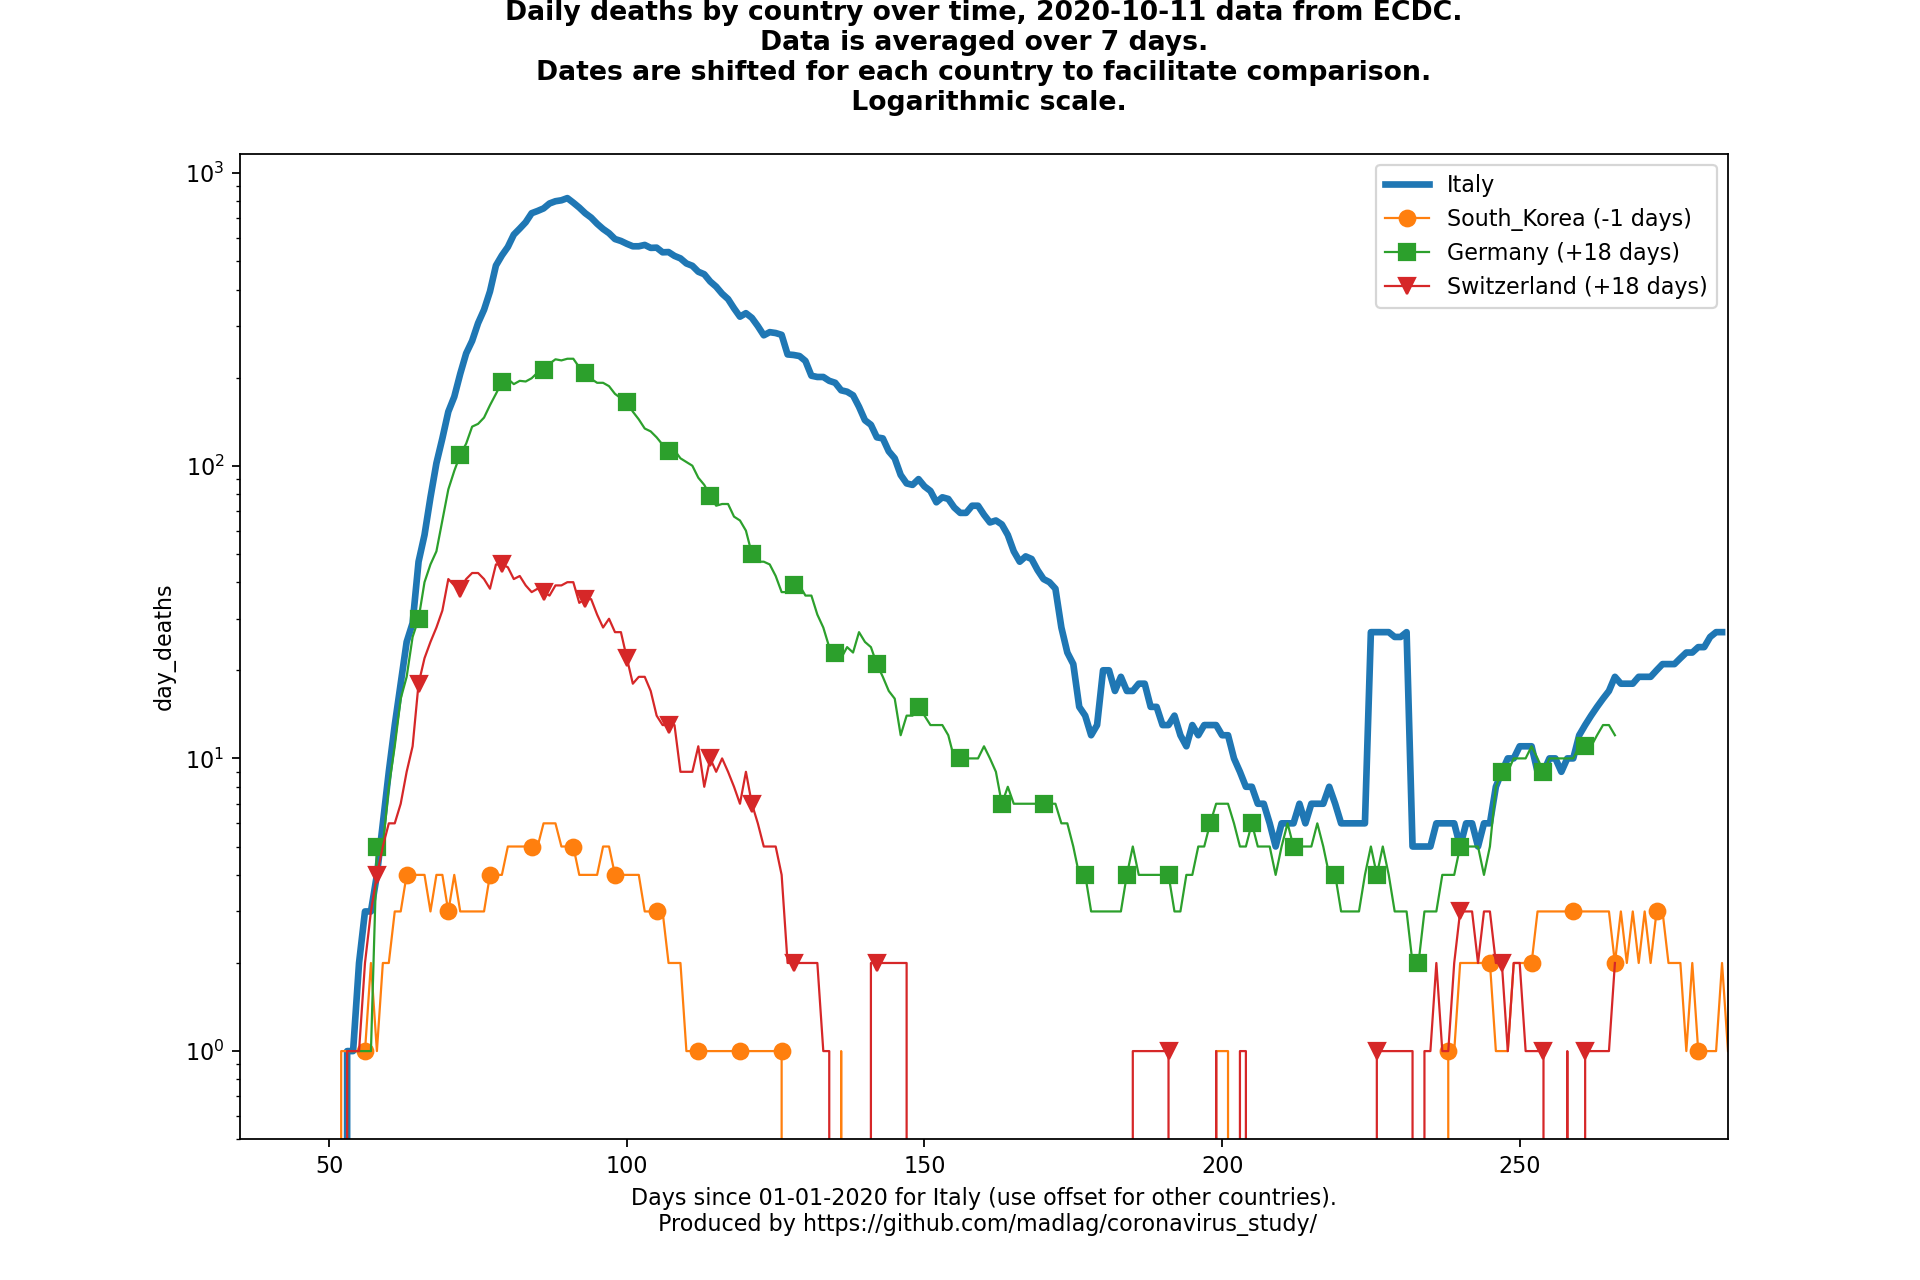 Daily deaths by country over time, 2020-10-11 data from ECDC.
Data is averaged over 7 days.
Dates are shifted for each country to facilitate comparison.
Logarithmic scale.
10³
10²
10¹
10⁰
day_deaths
Italy
South_Korea (-1 days)
Germany (+18 days)
Switzerland (+18 days)
50 100 150 200 250
Days since 01-01-2020 for Italy (use offset for other countries).
Produced by https://github.com/madlag/coronavirus_study/